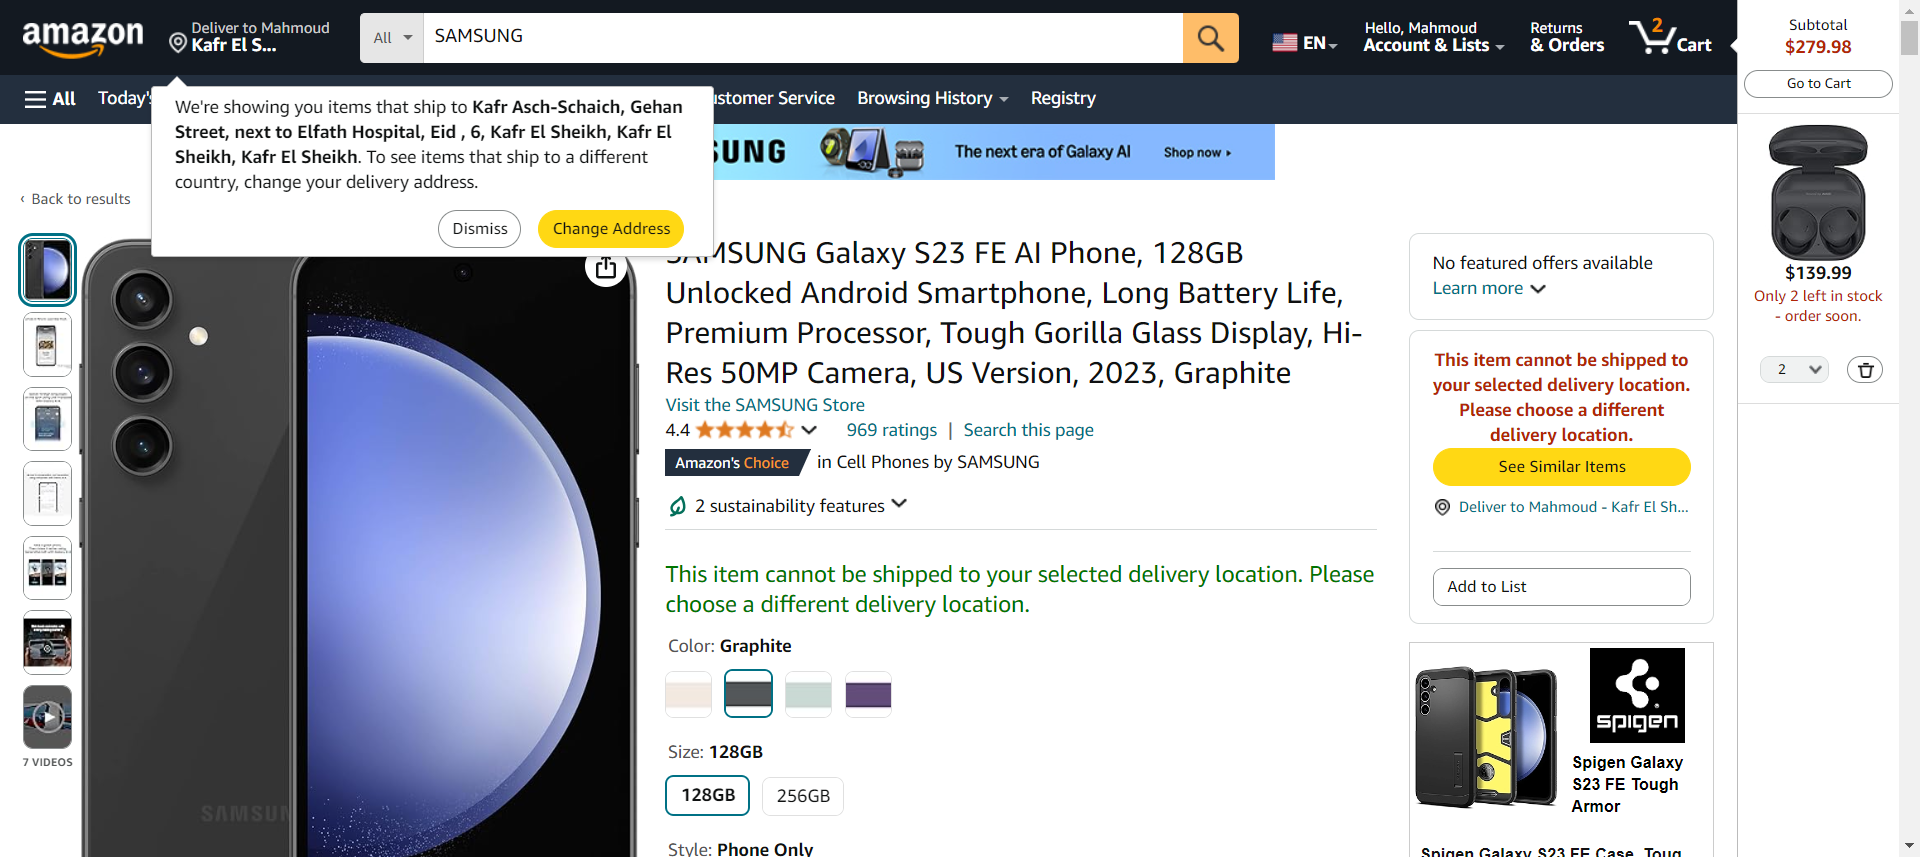 amazon
Deliver to Mahmoud
Kafr El S...
All
SAMSUNG
EN
Hello, Mahmoud
Account & Lists
Returns
& Orders
2
Cart
Subtotal
$279.98
Go to Cart
All
Today's
ustomer Service
Browsing History
Registry
We're showing you items that ship to Kafr Asch-Schaich, Gehan
Street, next to Elfath Hospital, Eid , 6, Kafr El Sheikh, Kafr El
Sheikh, Kafr El Sheikh. To see items that ship to a different
country, change your delivery address.
Dismiss
Change Address
SUNG
The next era of Galaxy AI
Shop now
‹ Back to results
SAMSUNG Galaxy S23 FE AI Phone, 128GB
Unlocked Android Smartphone, Long Battery Life,
Premium Processor, Tough Gorilla Glass Display, Hi-
Res 50MP Camera, US Version, 2023, Graphite
Visit the SAMSUNG Store
4.4
969 ratings | Search this page
Amazon's Choice in Cell Phones by SAMSUNG
2 sustainability features
This item cannot be shipped to your selected delivery location. Please
choose a different delivery location.
Color: Graphite
Size: 128GB
128GB
256GB
Style: Phone Only
7 VIDEOS
SAMSUN
No featured offers available
Learn more
This item cannot be shipped to
your selected delivery location.
Please choose a different
delivery location.
See Similar Items
Deliver to Mahmoud - Kafr El Sh...
Add to List
spigen
Spigen Galaxy
S23 FE Tough
Armor
Spigen Galaxy S23 FE Case, Toug
$139.99
Only 2 left in stock
- order soon.
2